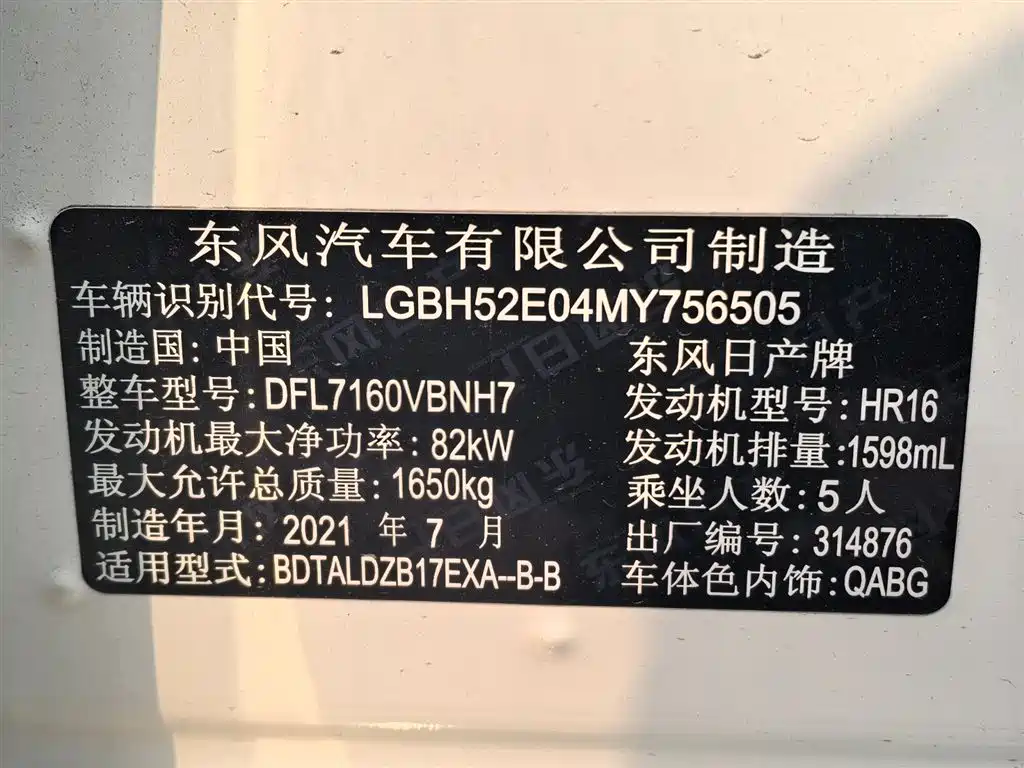 东风汽车有限公司制造
车辆识别代号: LGBH52E04MY756505
制造国: 中国 东风日产牌
整车型号: DFL7160VBNH7 发动机型号: HR16
发动机最大净功率: 82kW 发动机排量: 1598mL
最大允许总质量: 1650kg 乘坐人数: 5人
制造年月: 2021 年 7 月 出厂编号: 314876
适用型式: BDTALDZB17EXA--B-B 车体色内饰: QABG